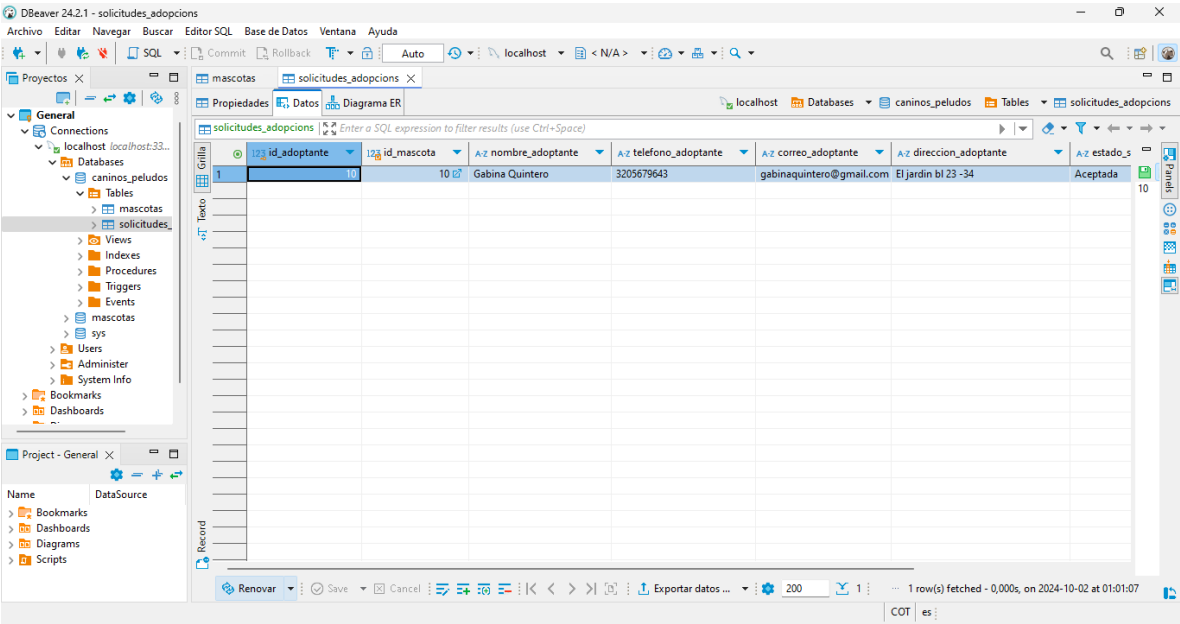 DBeaver 24.2.1 - solicitudes_adopcions
Archivo Editar Navegar Buscar Editor SQL Base de Datos Ventana Ayuda
SQL Commit Rollback Auto localhost < N/A >
Proyectos
mascotas solicitudes_adopcions
Propiedades Datos Diagrama ER localhost Databases caninos_peludos Tables solicitudes_adopcions
solicitudes_adopcions Enter a SQL expression to filter results (use Ctrl+Space)
General
Connections
localhost localhost:33...
Databases
caninos_peludos
Tables
mascotas
solicitudes_
Views
Indexes
Procedures
Triggers
Events
mascotas
sys
Users
Administer
System Info
Bookmarks
Dashboards
Grilla
Texto
Record
123 id_adoptante 123 id_mascota A-Z nombre_adoptante A-Z telefono_adoptante A-Z correo_adoptante A-Z direccion_adoptante A-Z estado_s
1 10 10 Gabina Quintero 3205679643 gabinaquintero@gmail.com El jardin bl 23 -34 Aceptada
10
Panels
Project - General
Name DataSource
Bookmarks
Dashboards
Diagrams
Scripts
Renovar Save Cancel Exportar datos ... 200 1 ... 1 row(s) fetched - 0,000s, on 2024-10-02 at 01:01:07
COT es